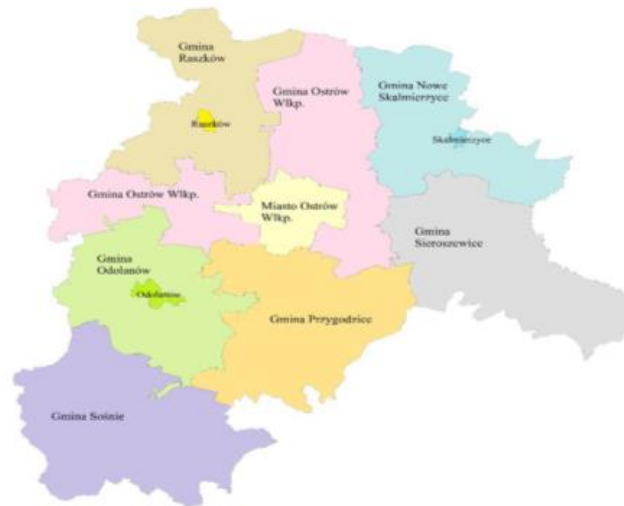 Gmina
Raszków
Gmina Ostrów
Wlkp.
Gmina Nowe
Skalmierzyce
Raszków
Skalmierzyce
Gmina Ostrów Wlkp.
Miasto Ostrów
Wlkp.
Gmina
Sieroszewice
Gmina
Odolanów
Odolanów
Gmina Przygodzice
Gmina Sośnie